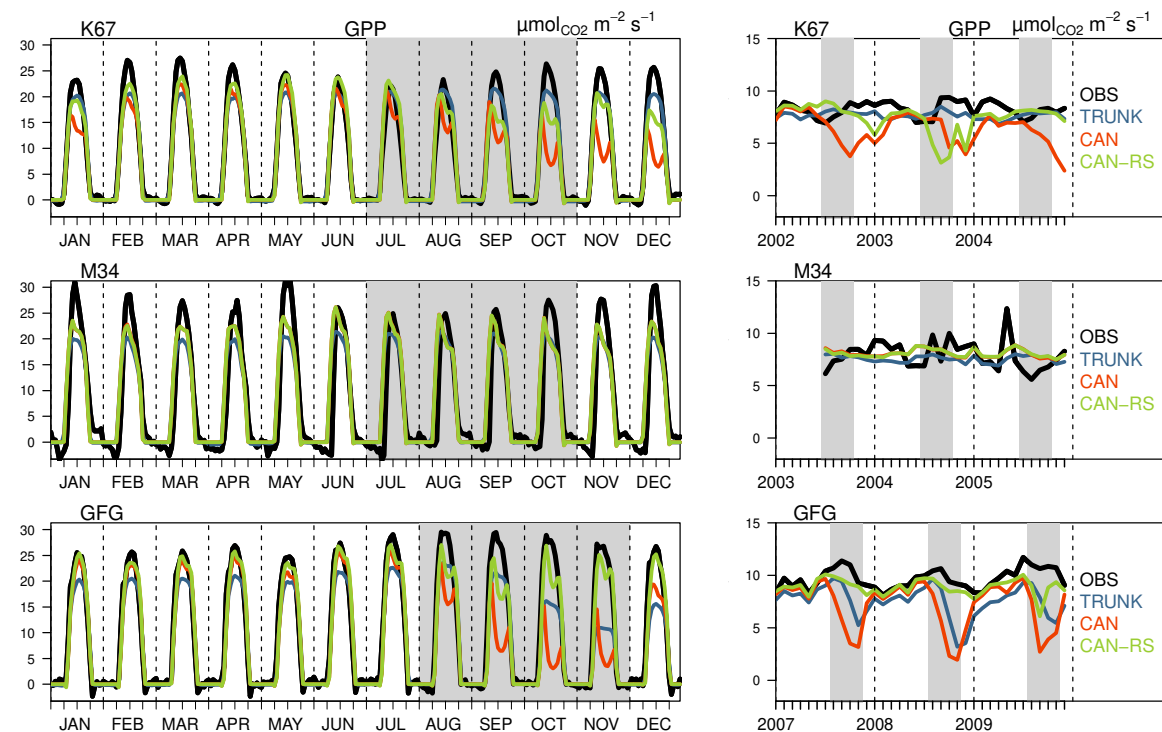 K67 GPP μmolCO2 m−2 s−1
30
25
20
15
10
5
0
JAN FEB MAR APR MAY JUN JUL AUG SEP OCT NOV DEC
K67 GPP μmolCO2 m−2 s−1
15
10
5
0
OBS
TRUNK
CAN
CAN−RS
2002 2003 2004
M34
30
25
20
15
10
5
0
JAN FEB MAR APR MAY JUN JUL AUG SEP OCT NOV DEC
M34
15
10
5
0
OBS
TRUNK
CAN
CAN−RS
2003 2004 2005
GFG
30
25
20
15
10
5
0
JAN FEB MAR APR MAY JUN JUL AUG SEP OCT NOV DEC
GFG
15
10
5
0
OBS
TRUNK
CAN
CAN−RS
2007 2008 2009